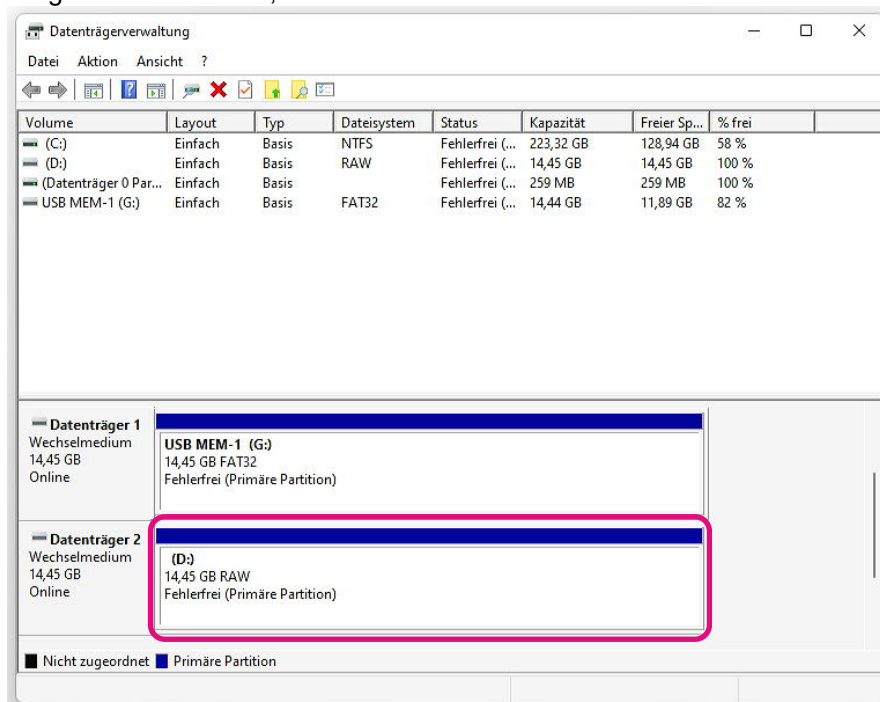 Datenträgerverwaltung
Datei Aktion Ansicht ?
Volume Layout Typ Dateisystem Status Kapazität Freier Sp... % frei
(C:) Einfach Basis NTFS Fehlerfrei (... 223,32 GB 128,94 GB 58 %
(D:) Einfach Basis RAW Fehlerfrei (... 14,45 GB 14,45 GB 100 %
(Datenträger 0 Par... Einfach Basis Fehlerfrei (... 259 MB 259 MB 100 %
USB MEM-1 (G:) Einfach Basis FAT32 Fehlerfrei (... 14,44 GB 11,89 GB 82 %
Datenträger 1
Wechselmedium
14,45 GB
Online
USB MEM-1 (G:)
14,45 GB FAT32
Fehlerfrei (Primäre Partition)
Datenträger 2
Wechselmedium
14,45 GB
Online
(D:)
14,45 GB RAW
Fehlerfrei (Primäre Partition)
Nicht zugeordnet Primäre Partition